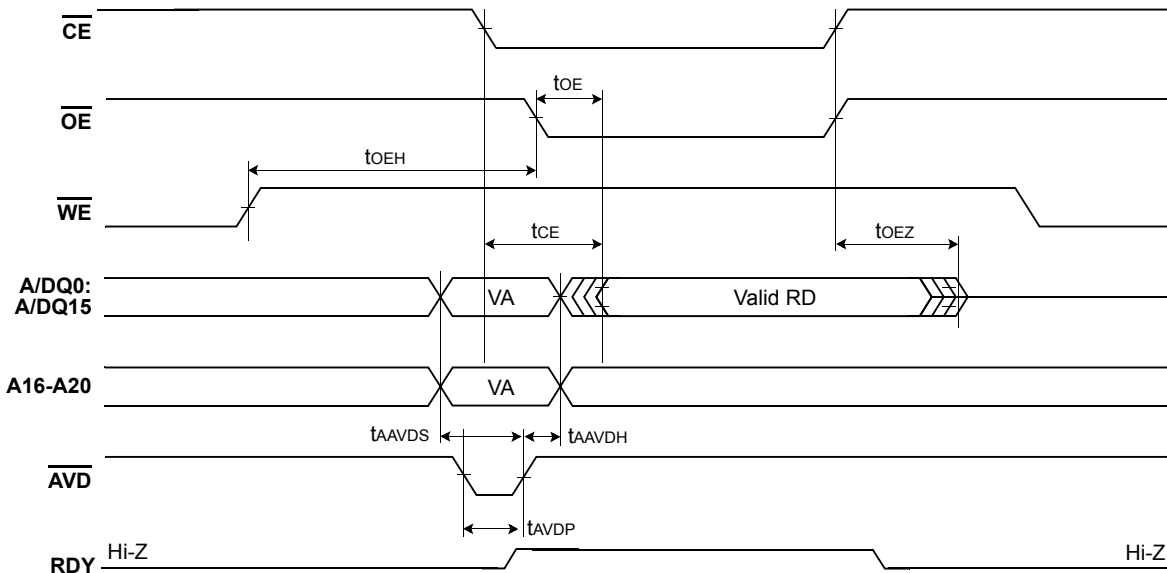 CE
tOE
OE
tOEH
WE
tCE
tOEZ
A/DQ0:
A/DQ15
VA
Valid RD
A16-A20
VA
tAAVDS
tAAVDH
AVD
tAVDP
RDY
Hi-Z
Hi-Z